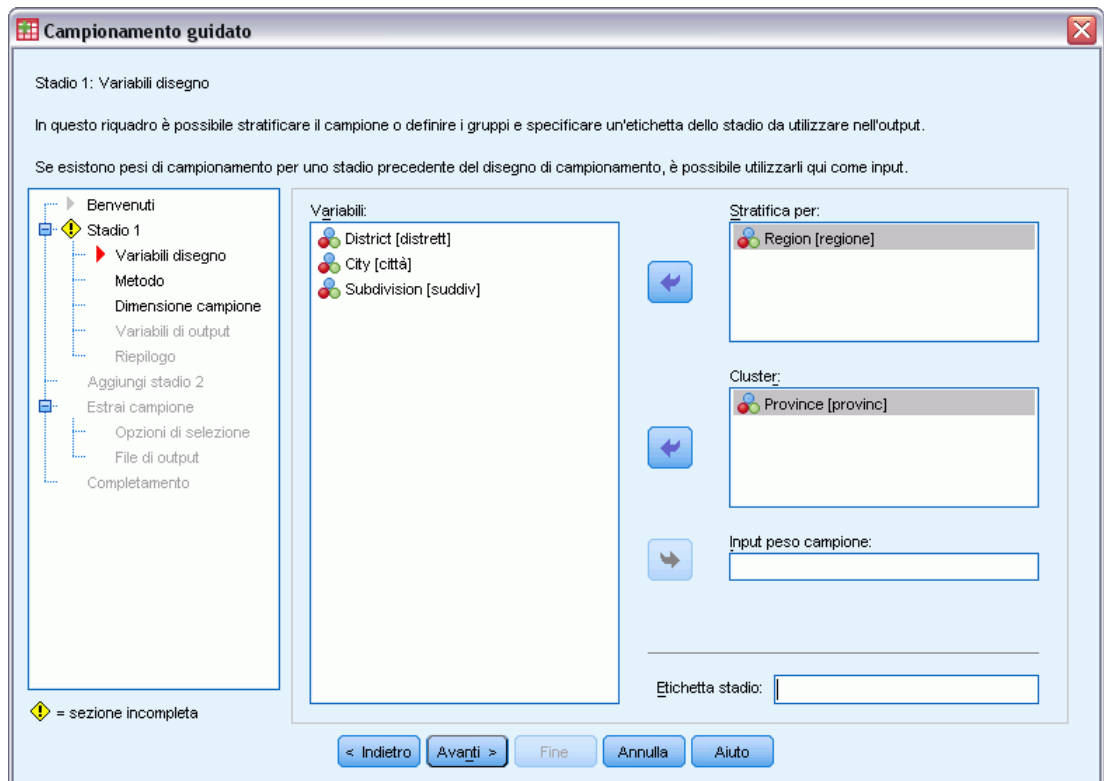 Campionamento guidato
Stadio 1: Variabili disegno
In questo riquadro è possibile stratificare il campione o definire i gruppi e specificare un'etichetta dello stadio da utilizzare nell'output.
Se esistono pesi di campionamento per uno stadio precedente del disegno di campionamento, è possibile utilizzarli qui come input.
Benvenuti
Stadio 1
Variabili disegno
Metodo
Dimensione campione
Variabili di output
Riepilogo
Aggiungi stadio 2
Estrai campione
Opzioni di selezione
File di output
Completamento
! = sezione incompleta
Variabili:
District [distrett]
City [città]
Subdivision [suddiv]
Stratifica per:
Region [regione]
Cluster:
Province [provinc]
Input peso campione:
Etichetta stadio:
< Indietro
Avanti >
Fine
Annulla
Aiuto